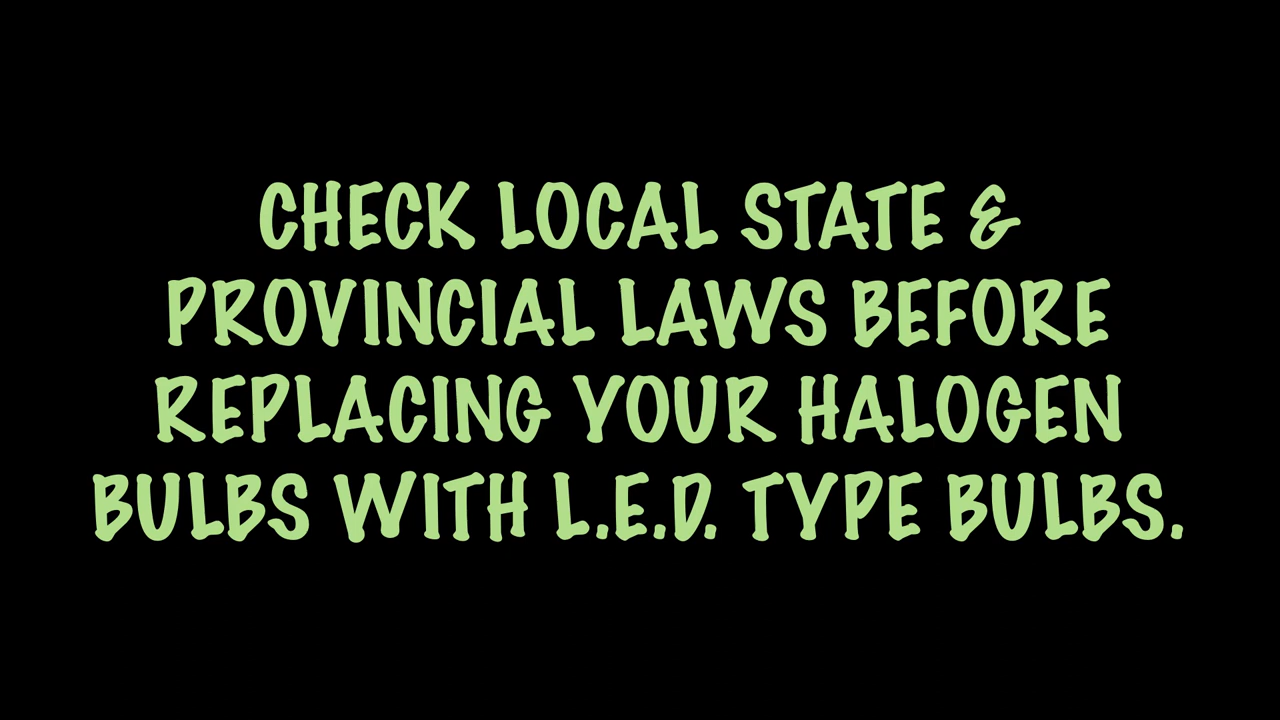 CHECK LOCAL STATE &
PROVINCIAL LAWS BEFORE
REPLACING YOUR HALOGEN
BULBS WITH L.E.D. TYPE BULBS.